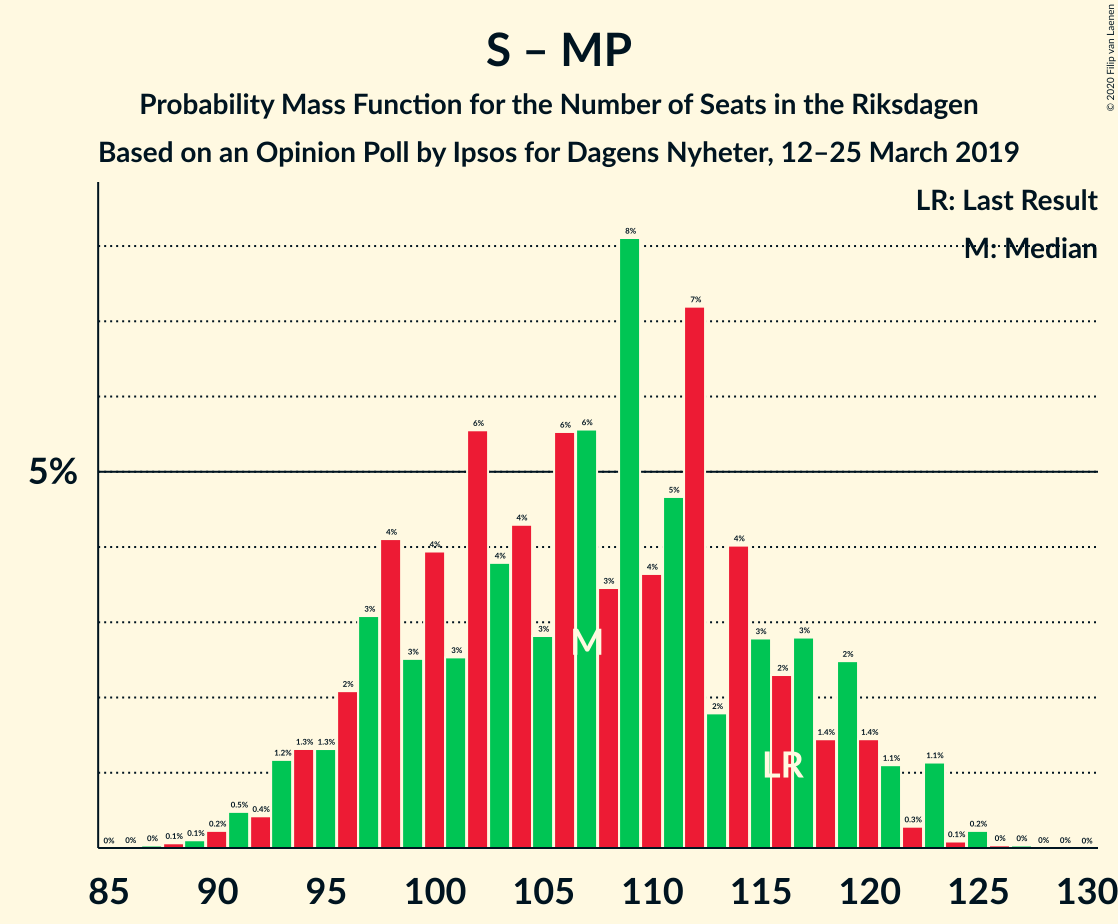 S – MP
Probability Mass Function for the Number of Seats in the Riksdagen
Based on an Opinion Poll by Ipsos for Dagens Nyheter, 12–25 March 2019
© 2020 Filip van Laenen
LR: Last Result
M: Median
5%
0% 0% 0% 0.1% 0.1% 0.2% 0.5% 0.4% 1.2% 1.3% 1.3% 2% 3% 4% 3% 4% 3% 6% 4% 4% 3% 6% 6% 3% 8% 4% 5% 7% 2% 4% 3% 2% 3% 1.4% 2% 1.4% 1.1% 0.3% 1.1% 0.1% 0.2% 0% 0% 0% 0% 0%
M
LR
85 90 95 100 105 110 115 120 125 130